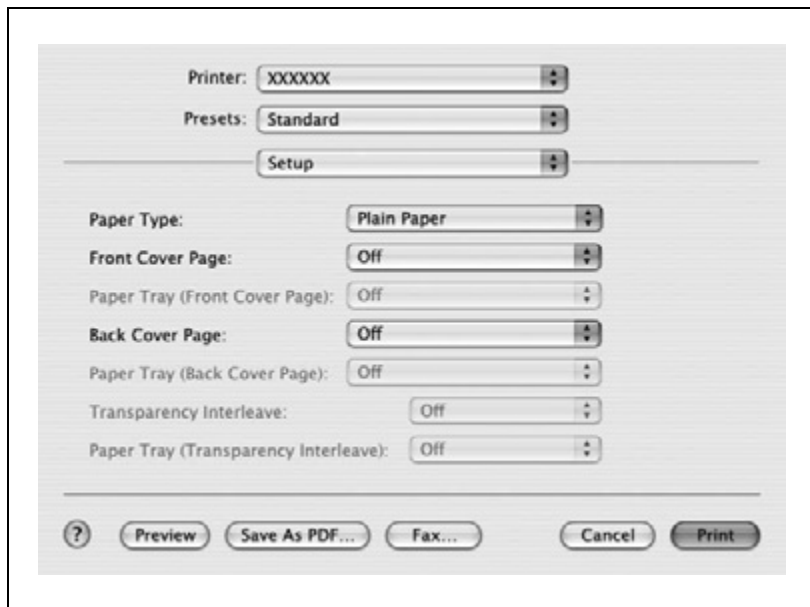 Printer: XXXXXX
Presets: Standard
Setup
Paper Type: Plain Paper
Front Cover Page: Off
Paper Tray (Front Cover Page): Off
Back Cover Page: Off
Paper Tray (Back Cover Page): Off
Transparency Interleave: Off
Paper Tray (Transparency Interleave): Off
? Preview Save As PDF... Fax... Cancel Print